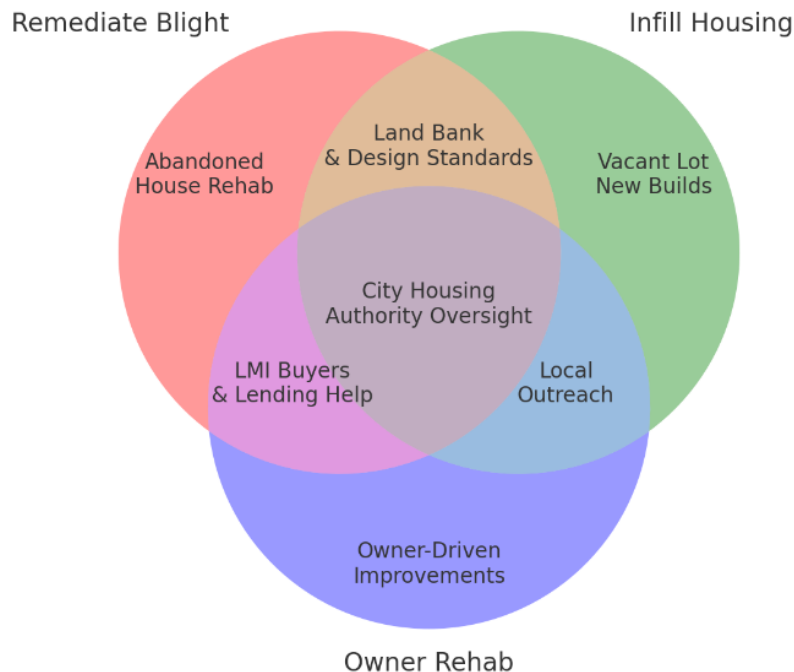 Remediate Blight
Infill Housing
Land Bank
& Design Standards
Abandoned
House Rehab
Vacant Lot
New Builds
City Housing
Authority Oversight
LMI Buyers
& Lending Help
Local
Outreach
Owner-Driven
Improvements
Owner Rehab